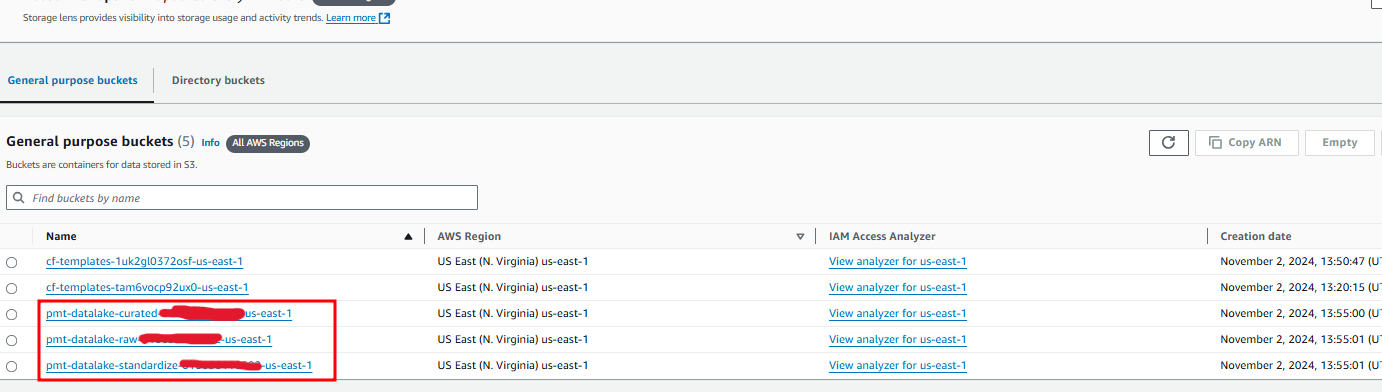 Storage lens provides visibility into storage usage and activity trends. Learn more
General purpose buckets Directory buckets
General purpose buckets (5) Info All AWS Regions Copy ARN Empty
Buckets are containers for data stored in S3.
Find buckets by name
Name AWS Region IAM Access Analyzer Creation date
cf-templates-1uk2gl0372osf-us-east-1 US East (N. Virginia) us-east-1 View analyzer for us-east-1 November 2, 2024, 13:50:47
cf-templates-tam6vocp92ux0-us-east-1 US East (N. Virginia) us-east-1 View analyzer for us-east-1 November 2, 2024, 13:20:15
pmt-datalake-curated- us-east-1 US East (N. Virginia) us-east-1 View analyzer for us-east-1 November 2, 2024, 13:55:00
pmt-datalake-raw- -us-east-1 US East (N. Virginia) us-east-1 View analyzer for us-east-1 November 2, 2024, 13:55:01
pmt-datalake-standardize- -us-east-1 US East (N. Virginia) us-east-1 View analyzer for us-east-1 November 2, 2024, 13:55:01